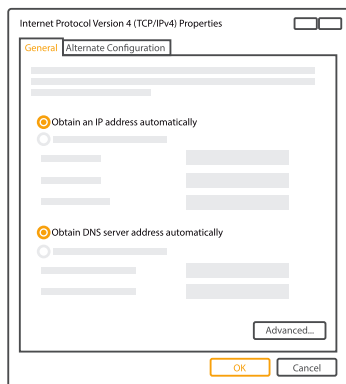 Internet Protocol Version 4 (TCP/IPv4) Properties
General Alternate Configuration
Obtain an IP address automatically
Obtain DNS server address automatically
Advanced...
OK Cancel